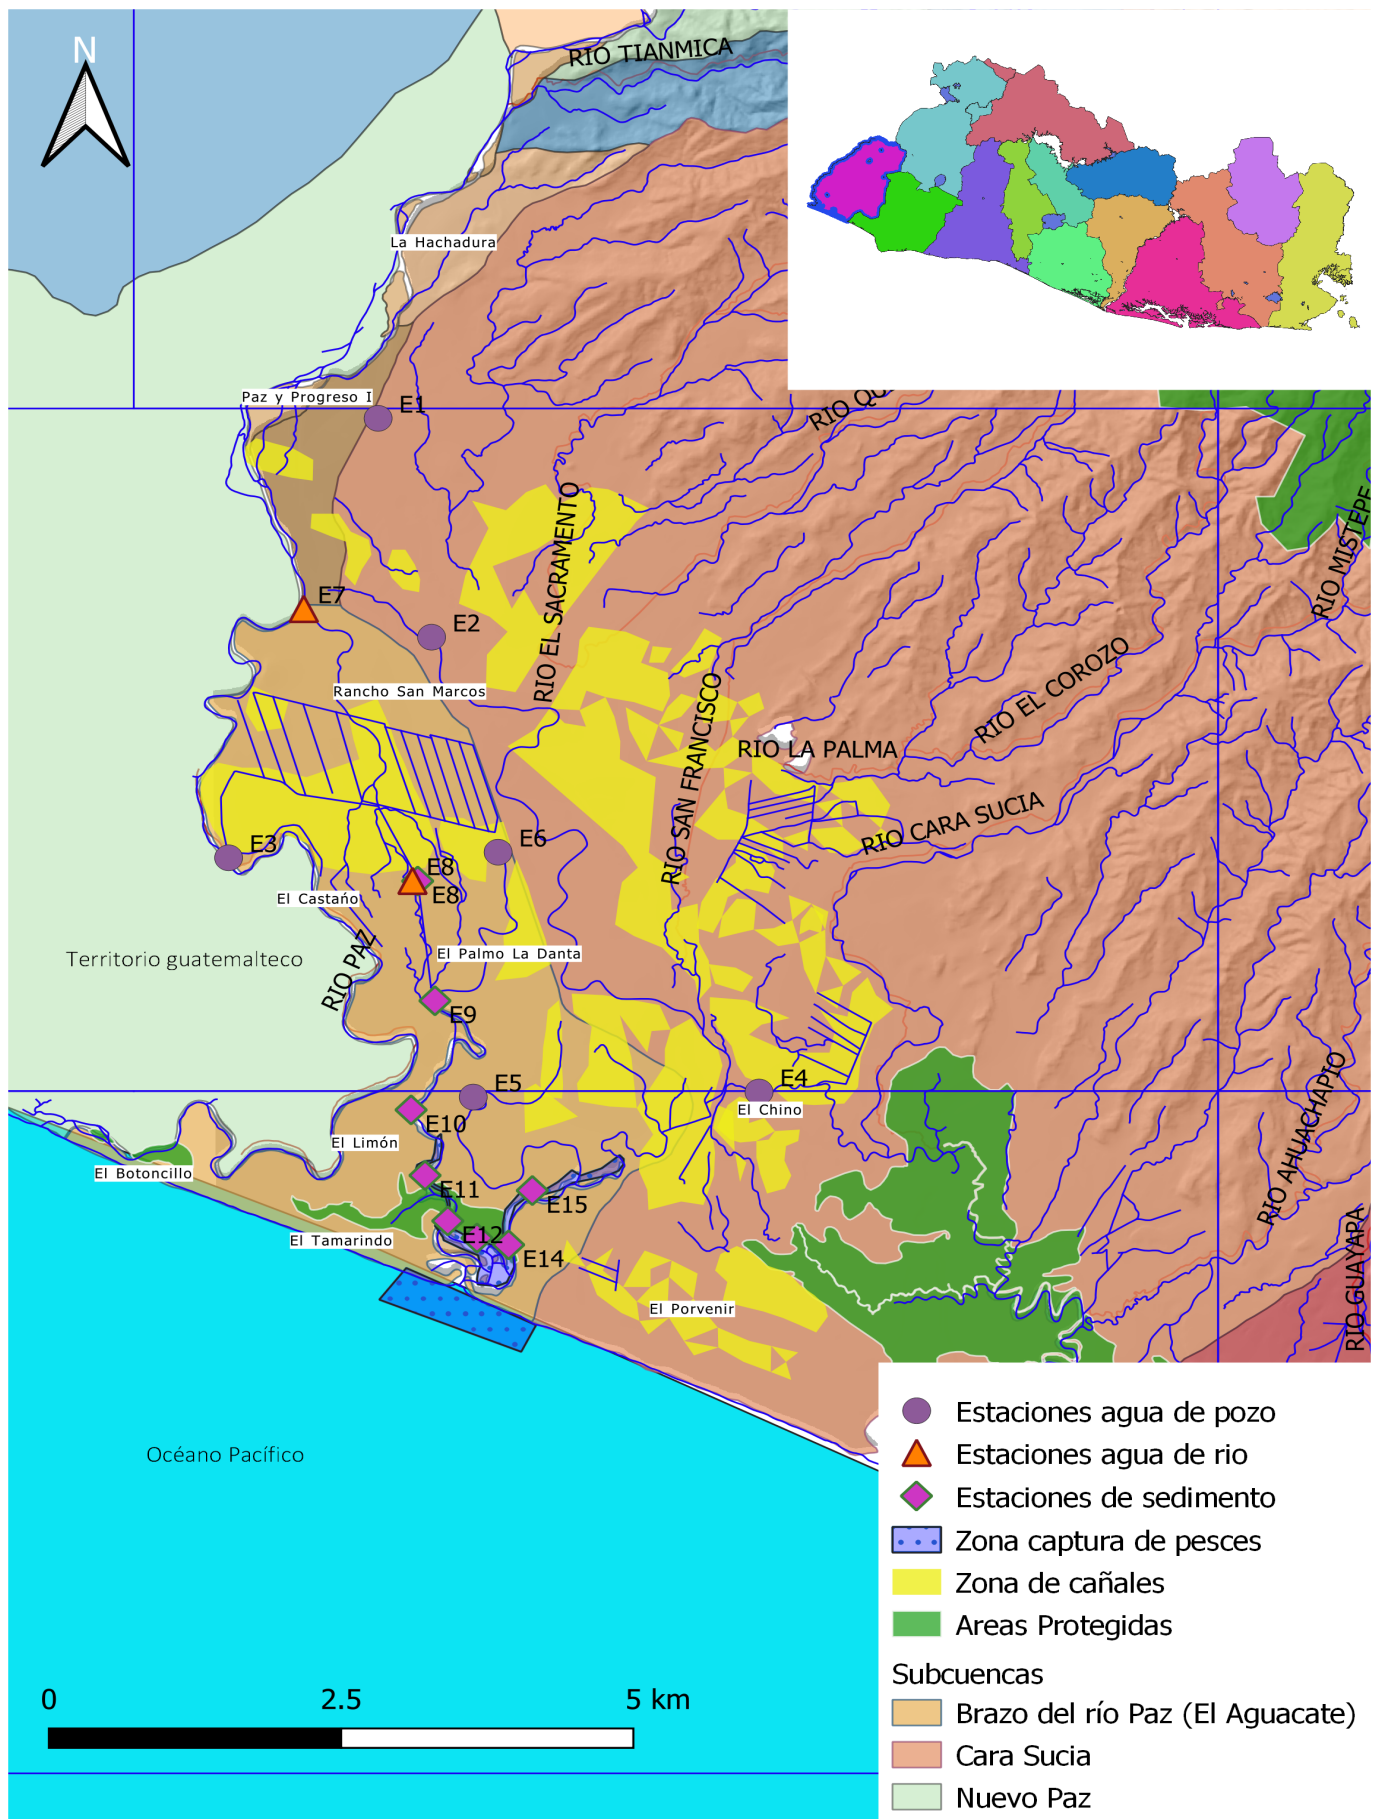 N
RIO TIANMICA
La Hachadura
Paz y Progreso I
E1
RIO QU
RIO EL SACRAMENTO
RIO MISTEPE
E7
E2
Rancho San Marcos
RIO SAN FRANCISCO
RIO EL COROZO
RIO LA PALMA
RIO CARA SUCIA
E3
E6
E8
E8
El Castaño
RIO PAZ
El Palmo La Danta
Territorio guatemalteco
E9
E5
E4
El Chino
E10
El Limón
RIO AHUACHAPIO
El Botoncillo
E11
E15
RIO GUAYAPA
El Tamarindo
E12
E14
El Porvenir
Océano Pacífico
Estaciones agua de pozo
Estaciones agua de rio
Estaciones de sedimento
Zona captura de pesces
Zona de cañales
Areas Protegidas
Subcuencas
Brazo del río Paz (El Aguacate)
Cara Sucia
Nuevo Paz
0 2.5 5 km